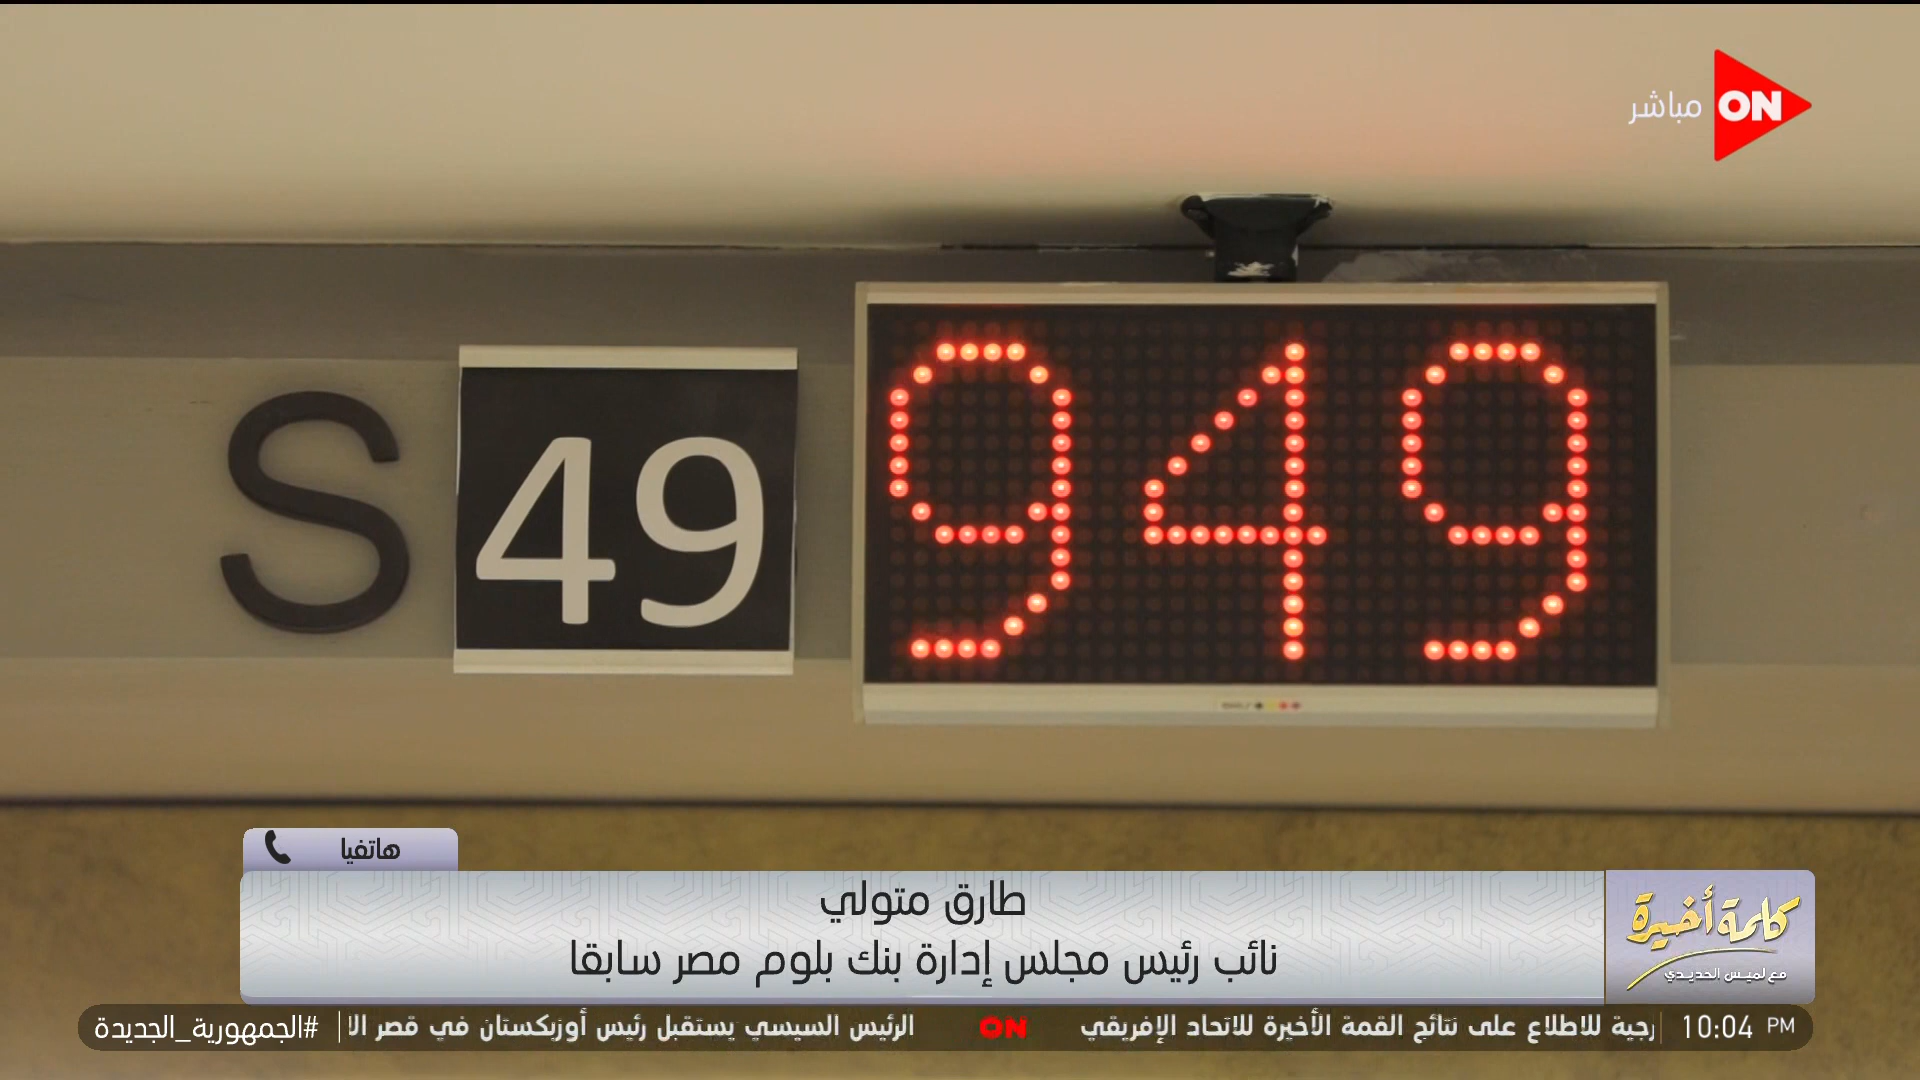 مباشر ON
S 49 949
هاتفيا
طارق متولي
نائب رئيس مجلس إدارة بنك بلوم مصر سابقا
كلمة أخيرة
مع لميس الحديدي
10:04 PM
رجية للاطلاع على نتائج القمة الأخيرة للاتحاد الإفريقي ON الرئيس السيسي يستقبل رئيس أوزبكستان في قصر الا
#الجمهورية_الجديدة